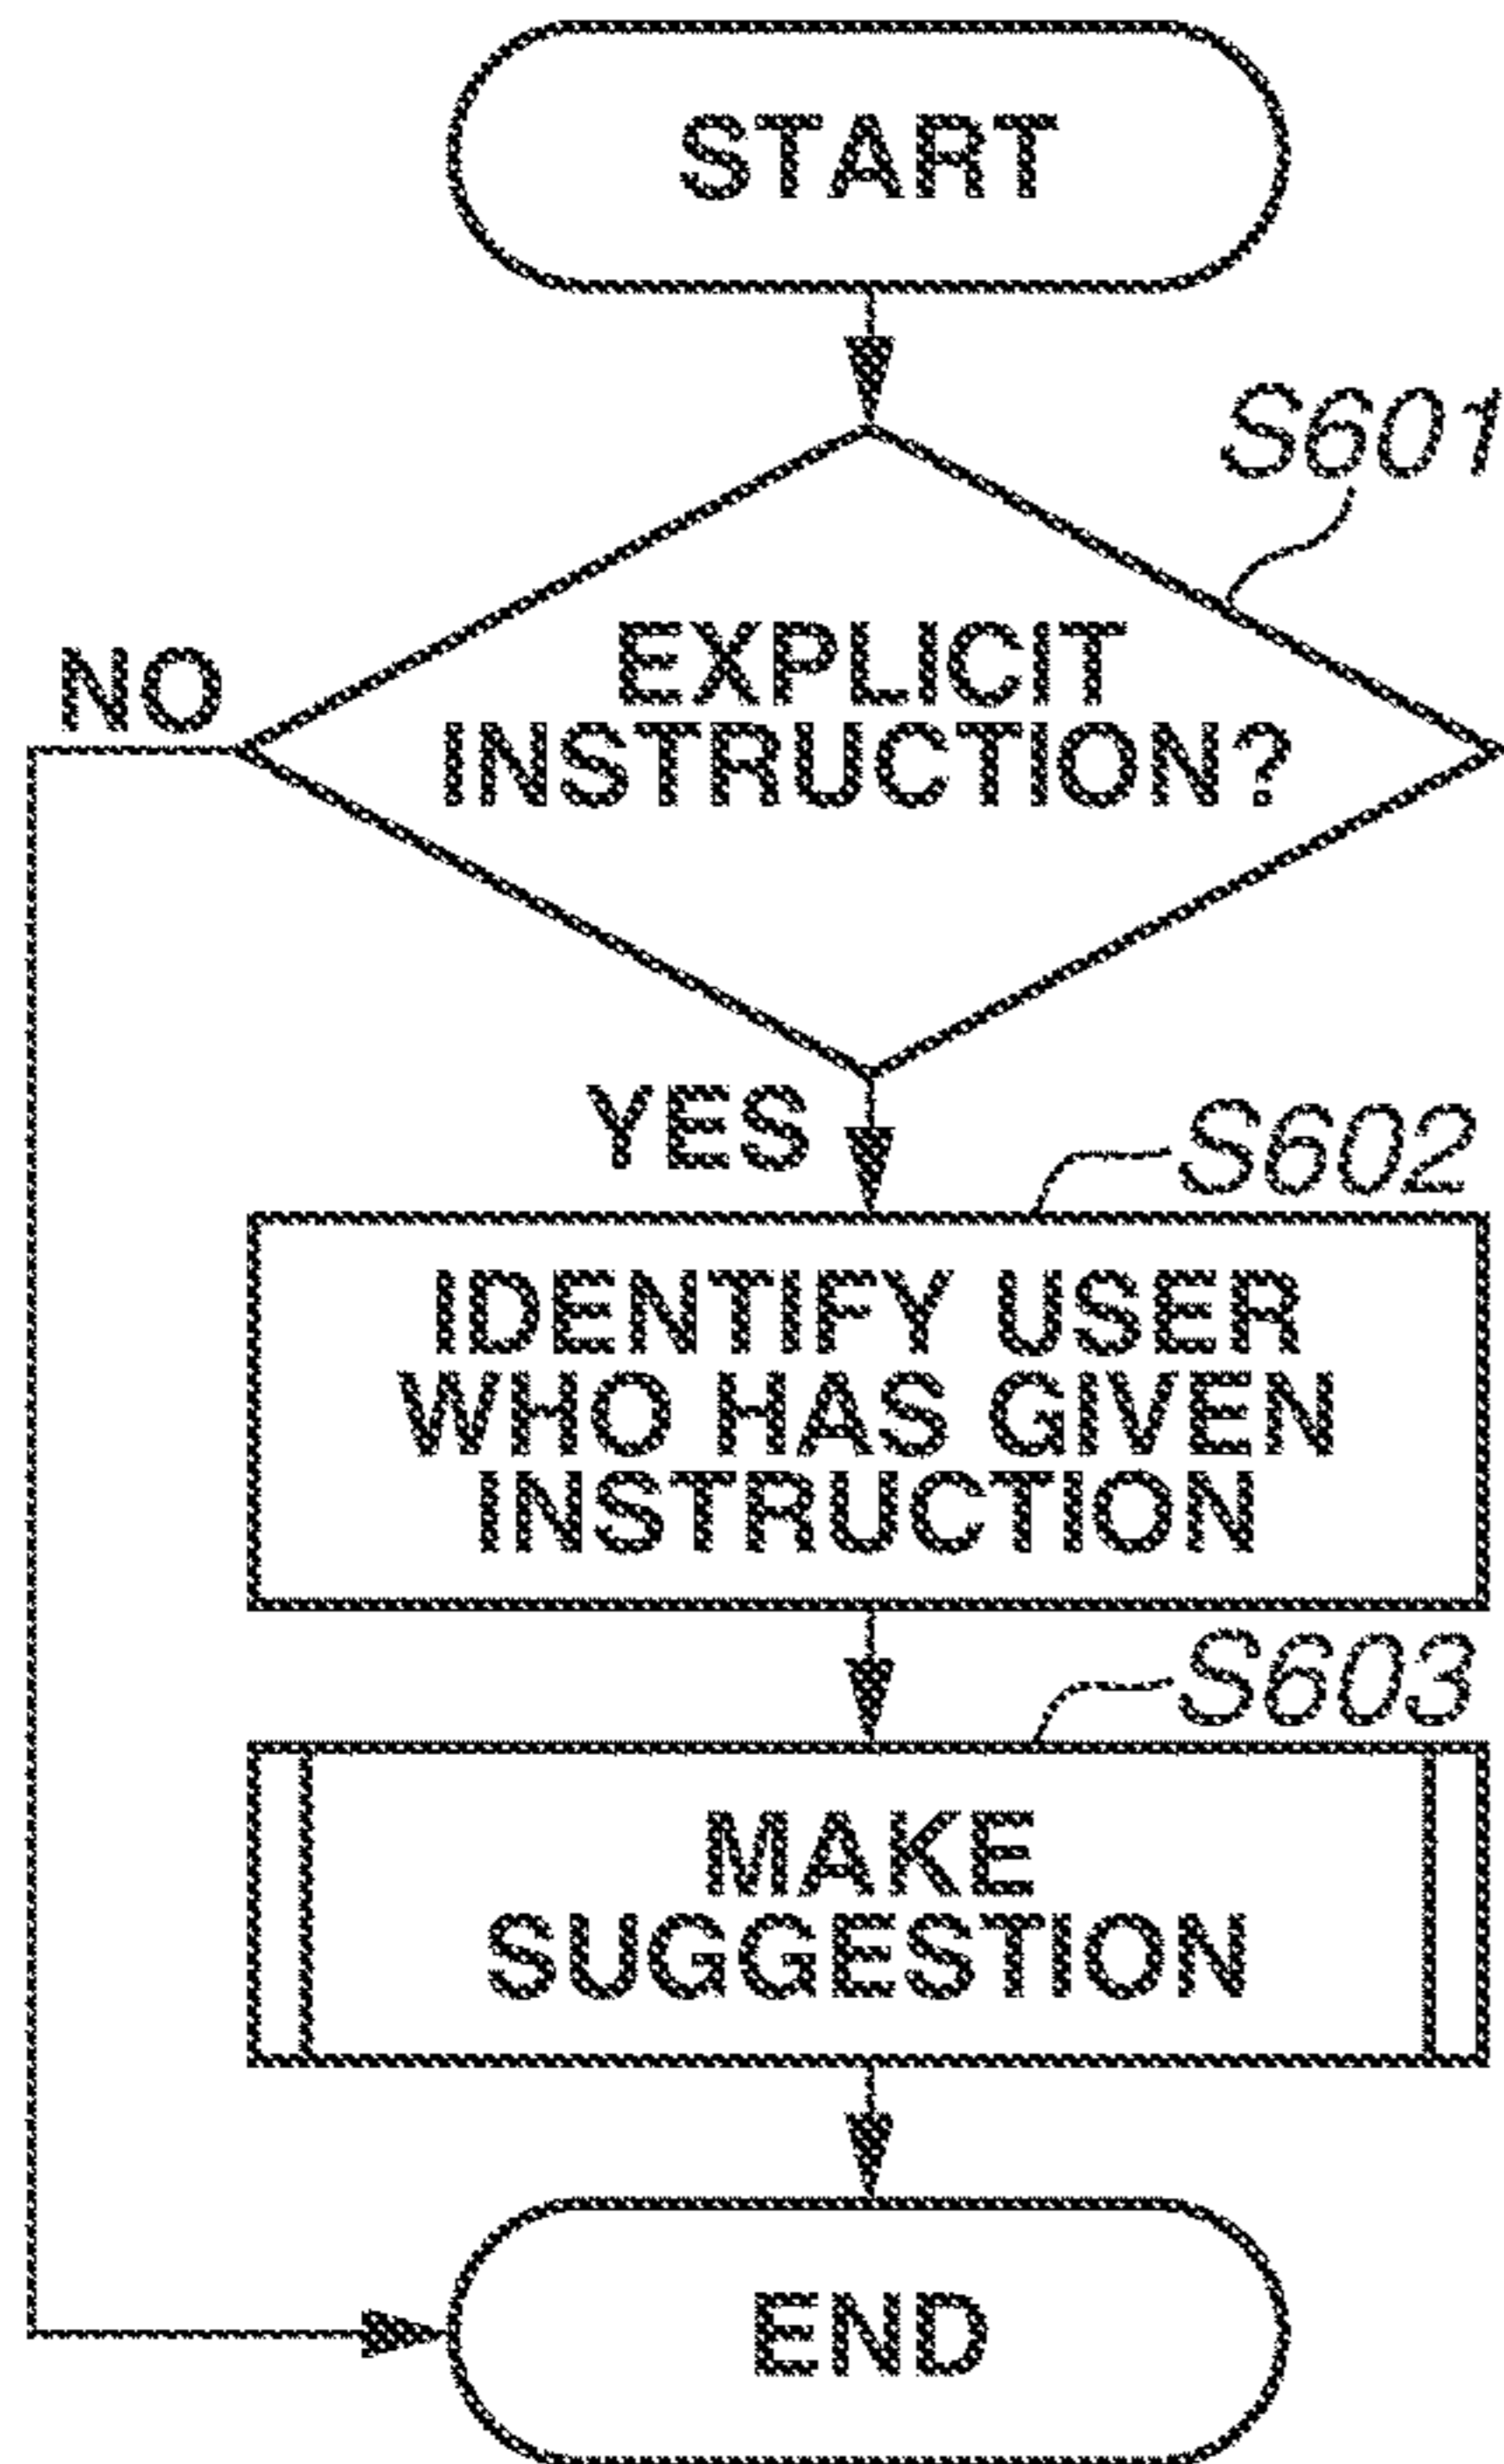 START
S601
EXPLICIT
INSTRUCTION?
NO
YES
S602
IDENTIFY USER
WHO HAS GIVEN
INSTRUCTION
S603
MAKE
SUGGESTION
END